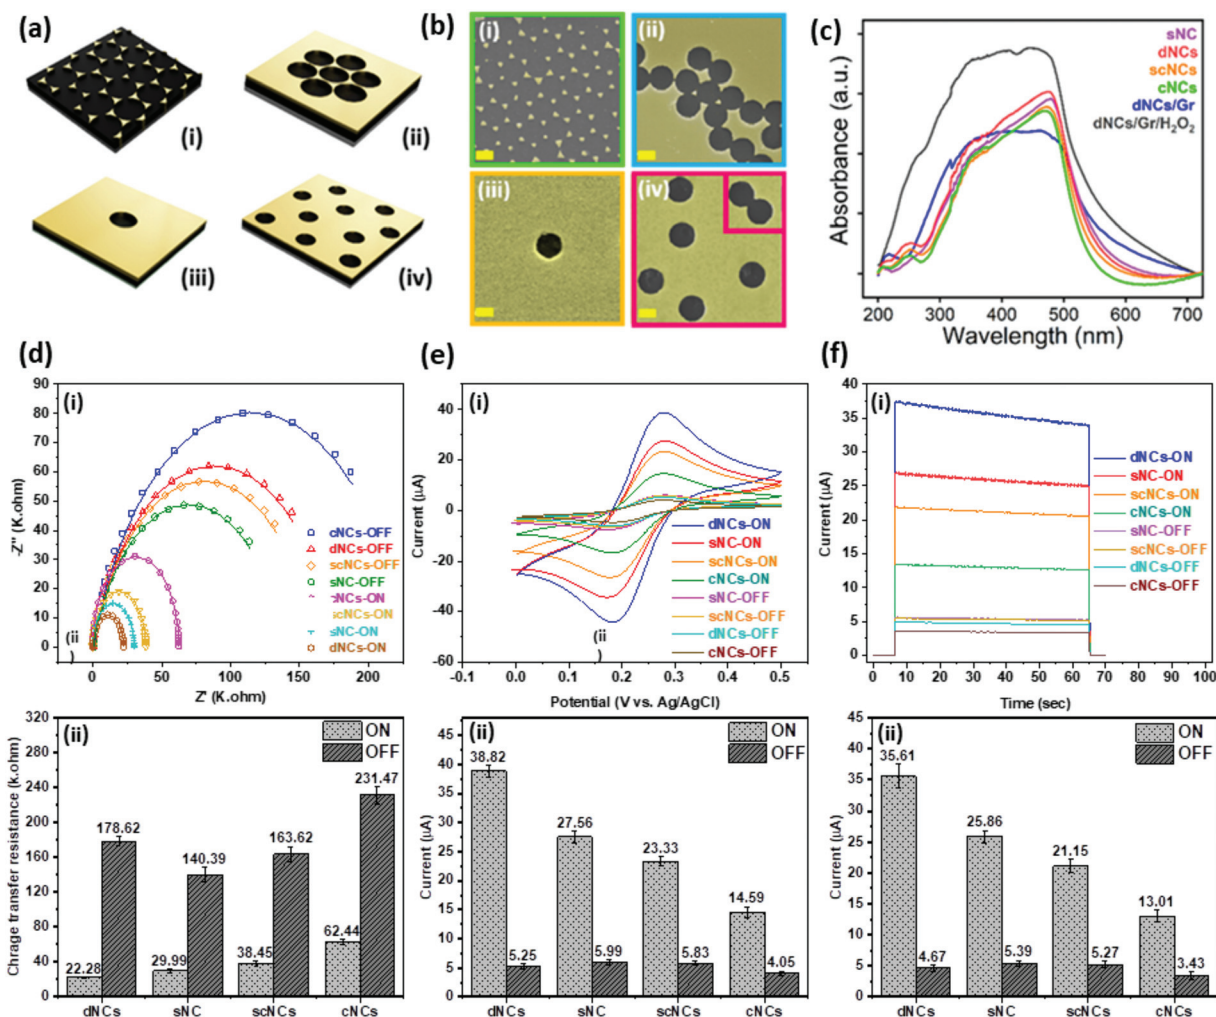 (a)
(i)
(ii)
(iii)
(iv)
(b)
(i)
(ii)
(iii)
(iv)
(c)
sNC
dNCs
scNCs
cNCs
dNCs/Gr
dNCs/Gr/H₂O₂
Absorbance (a.u.)
200 300 400 500 600 700
Wavelength (nm)
(d)
(i)
-Z'' (K.ohm)
90
80
70
60
50
40
30
20
10
0
cNCs-OFF
dNCs-OFF
scNCs-OFF
sNC-OFF
NCs-ON
cNCs-ON
sNC-ON
dNCs-ON
(ii
)
0 50 100 150 200
Z' (K.ohm)
(e)
(i)
Current (µA)
50
40
20
0
-20
-40
-60
dNCs-ON
sNC-ON
scNCs-ON
cNCs-ON
sNC-OFF
scNCs-OFF
dNCs-OFF
cNCs-OFF
(ii
)
-0.1 0.0 0.1 0.2 0.3 0.4 0.5
Potential (V vs. Ag/AgCl)
(f)
(i)
Current (µA)
40
35
30
25
20
15
10
5
0
dNCs-ON
sNC-ON
scNCs-ON
cNCs-ON
sNC-OFF
scNCs-OFF
dNCs-OFF
cNCs-OFF
0 10 20 30 40 50 60 70 80 90 100
Time (sec)
(ii)
ON
OFF
Chrage transfer resistance (k.ohm)
320
280
240
200
160
120
80
40
0
22.28
178.62
29.99
140.39
38.45
163.62
62.44
231.47
dNCs sNC scNCs cNCs
(ii)
ON
OFF
Current (µA)
45
40
35
30
25
20
15
10
5
0
38.82
5.25
27.56
5.99
23.33
5.83
14.59
4.05
dNCs sNC scNCs cNCs
(ii)
ON
OFF
Current (µA)
45
40
35
30
25
20
15
10
5
0
35.61
4.67
25.86
5.39
21.15
5.27
13.01
3.43
dNCs sNC scNCs cNCs